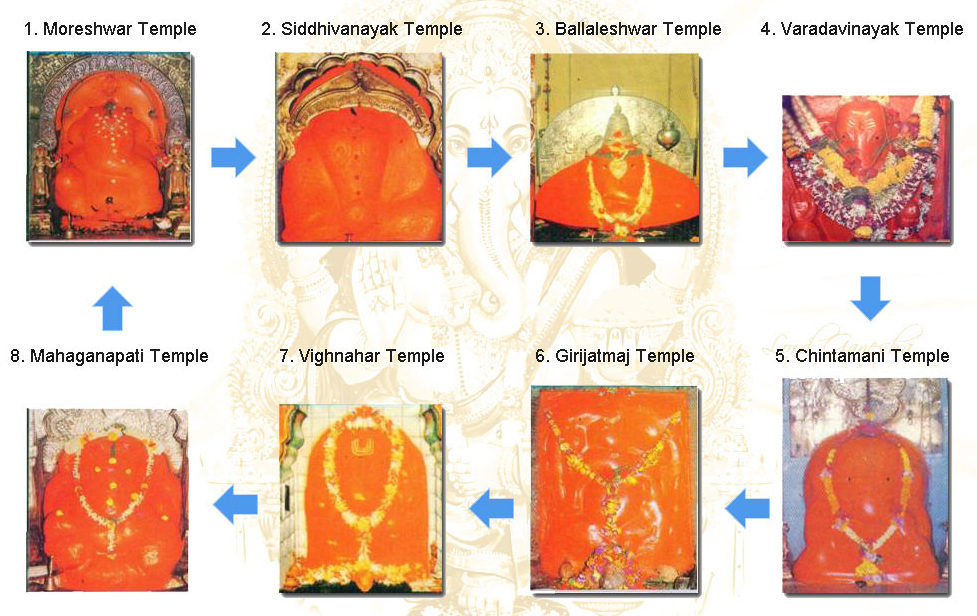 1. Moreshwar Temple
2. Siddhivanayak Temple
3. Ballaleshwar Temple
4. Varadavinayak Temple
8. Mahaganapati Temple
7. Vighnahar Temple
6. Girijatmaj Temple
5. Chintamani Temple